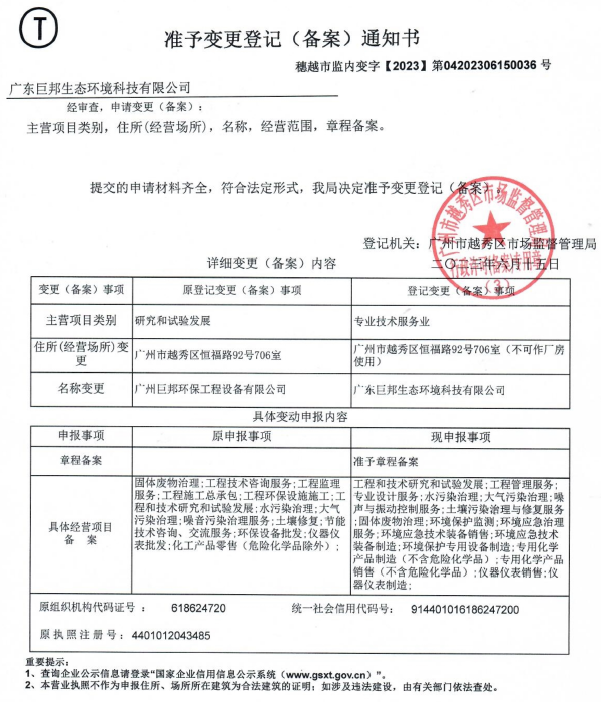 T
准予变更登记（备案）通知书
穗越市监内变字【2023】第04202306150036 号
广东巨邦生态环境科技有限公司
经审查，申请变更（备案）：
主营项目类别，住所(经营场所)，名称，经营范围，章程备案。
提交的申请材料齐全，符合法定形式，我局决定准予变更登记（备案）。
登记机关：广州市越秀区市场监督管理局
二〇二三年六月十五日
广州市越秀区市场监督管理局
行政许可备案专用章
（3）
详细变更（备案）内容
变更（备案）事项 原登记变更（备案）事项 登记变更（备案）事项
主营项目类别 研究和试验发展 专业技术服务业
住所(经营场所)变更 广州市越秀区恒福路92号706室 广州市越秀区恒福路92号706室（不可作厂房使用）
名称变更 广州巨邦环保工程设备有限公司 广东巨邦生态环境科技有限公司
具体变动申报内容
申报事项 原申报事项 现申报事项
章程备案 准予章程备案
具体经营项目
备 案
固体废物治理;工程技术咨询服务;工程监理
服务;工程施工总承包;工程环保设施施工;工
程和技术研究和试验发展;水污染治理;大气
污染治理;噪音污染治理服务;土壤修复;节能
技术咨询、交流服务;环保设备批发;仪器仪
表批发;化工产品零售（危险化学品除外）;
工程和技术研究和试验发展;工程管理服务;
专业设计服务;水污染治理;大气污染治理;噪
声与振动控制服务;土壤污染治理与修复服务
;固体废物治理;环境保护监测;环境应急治理
服务;环境应急技术装备销售;环境应急技术
装备制造;环境保护专用设备制造;专用化学
产品制造（不含危险化学品）;专用化学产品
销售（不含危险化学品）;仪器仪表销售;仪器
仪表制造;
原组织机构代码证号 ： 618624720 统一社会信用代码号： 914401016186247200
原执照注册号：4401012043485
重要提示：
1、查询企业公示信息请登录"国家企业信用信息公示系统（www.gsxt.gov.cn）"。
2、本营业执照不作为申报住所、场所所在建筑为合法建筑的证明；如涉及违法建设，由有关部门依法查处。